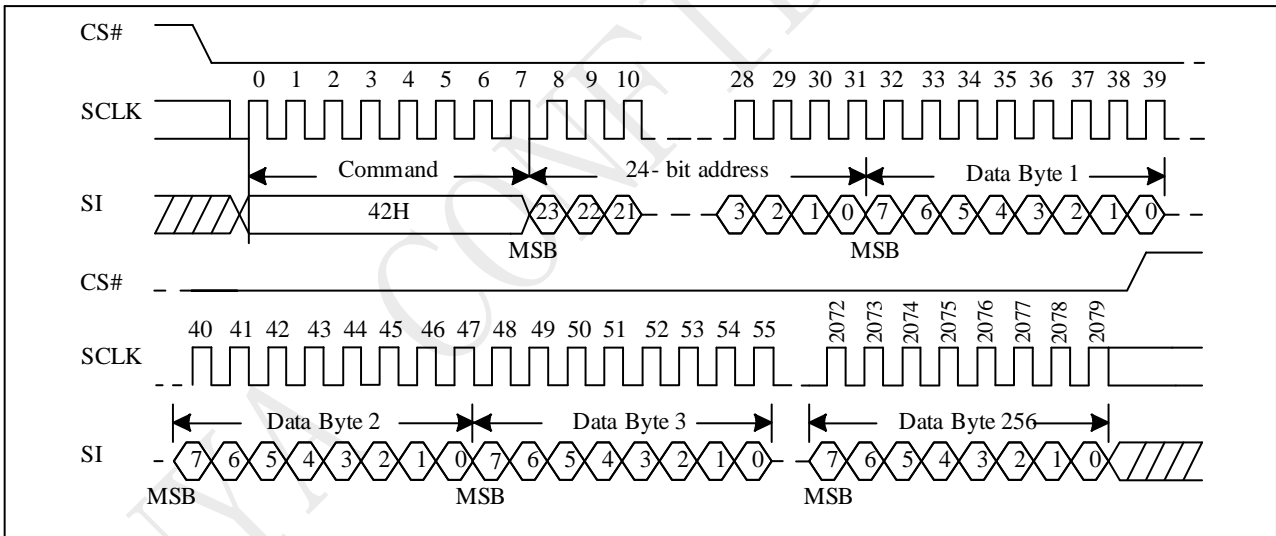 CS#
0 1 2 3 4 5 6 7 8 9 10 28 29 30 31 32 33 34 35 36 37 38 39
SCLK
Command 24- bit address Data Byte 1
SI 42H 23 22 21 3 2 1 0 7 6 5 4 3 2 1 0
MSB MSB
CS#
40 41 42 43 44 45 46 47 48 49 50 51 52 53 54 55 2072 2073 2074 2075 2076 2077 2078 2079
SCLK
Data Byte 2 Data Byte 3 Data Byte 256
SI 7 6 5 4 3 2 1 0 7 6 5 4 3 2 1 0 7 6 5 4 3 2 1 0
MSB MSB MSB